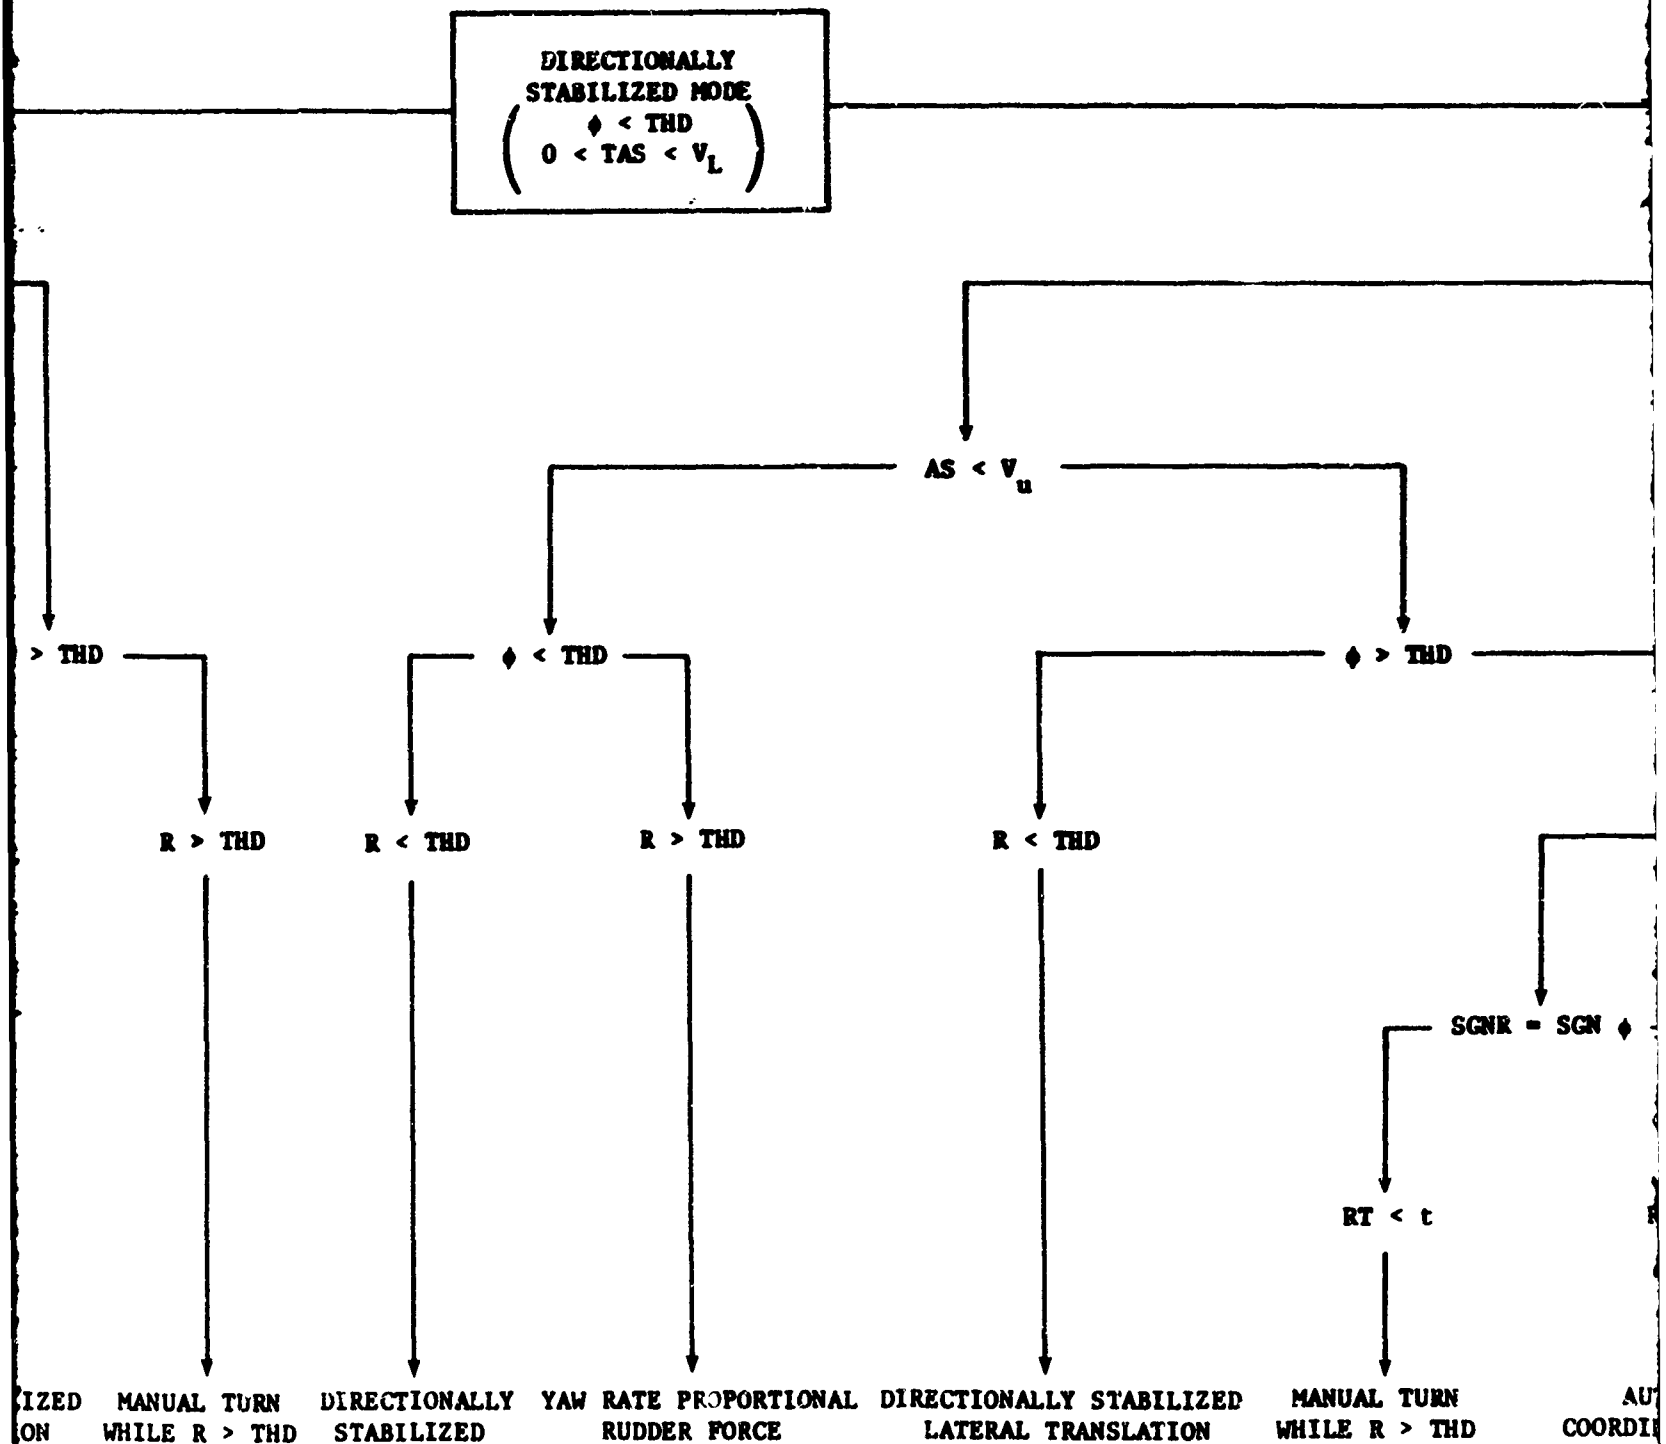 DIRECTIONALLY
STABILIZED MODE
ϕ < THD
0 < TAS < V_L
AS < V_u
> THD
ϕ < THD
ϕ > THD
R > THD
R < THD
R > THD
R < THD
SGNR = SGN ϕ
RT < t
IZED
ON
MANUAL TURN
WHILE R > THD
DIRECTIONALLY
STABILIZED
YAW RATE PROPORTIONAL
RUDDER FORCE
DIRECTIONALLY STABILIZED
LATERAL TRANSLATION
MANUAL TURN
WHILE R > THD
AU
COORDI